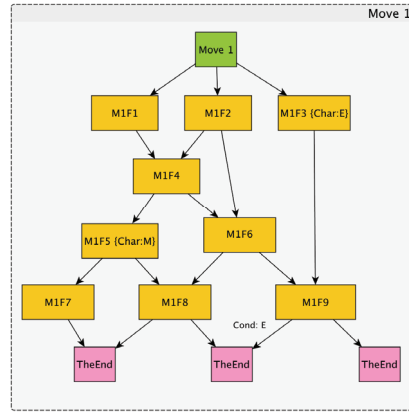 Move 1
Move 1
M1F1
M1F2
M1F3 {Char:E}
M1F4
M1F5 {Char:M}
M1F6
M1F7
M1F8
M1F9
Cond: E
TheEnd
TheEnd
TheEnd